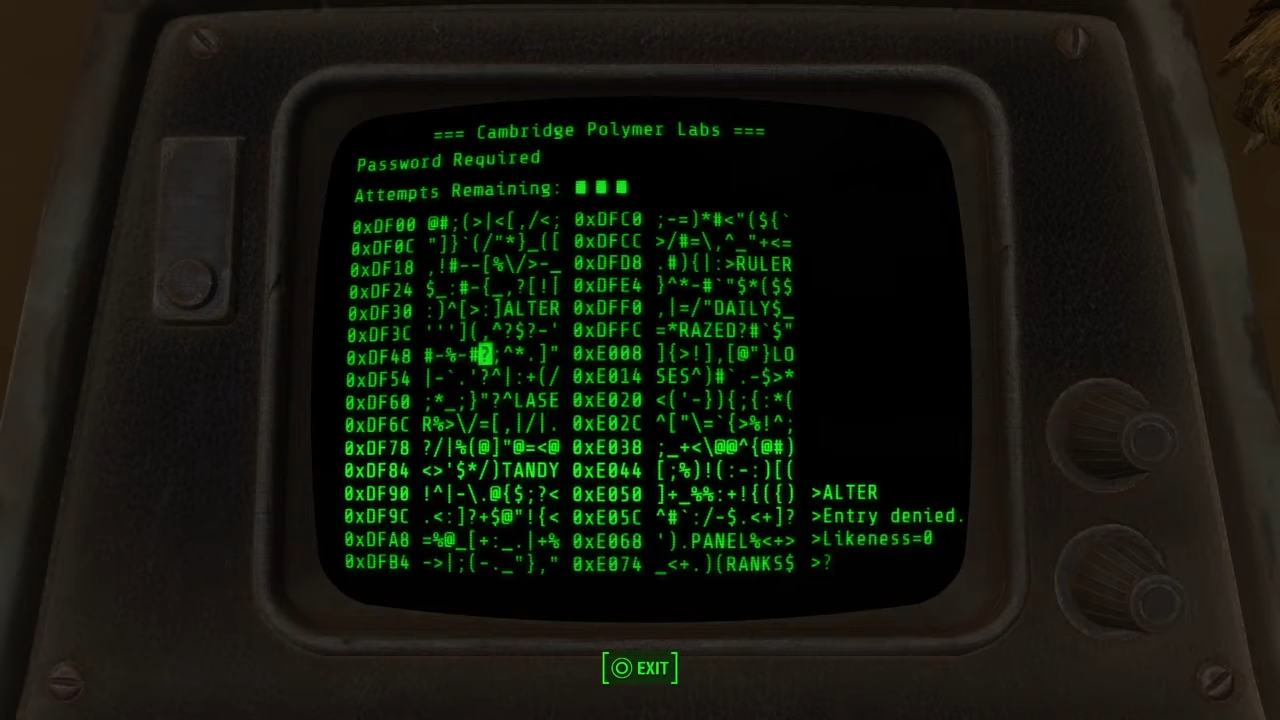 === Cambridge Polymer Labs ===
Password Required
Attempts Remaining: ■ ■ ■
0xDF00 @#;(>|<[,/<; 0xDFC0 ;-=)*#<"(${`
0xDF0C "]}`(/"*}_([ 0xDFCC >/#=\,^_"+<=
0xDF18 ,!#--[%\/>-_ 0xDFD8 .#){|:>RULER
0xDF24 $_:#-{_,?[!| 0xDFE4 }^*-#`"$*($$
0xDF30 :)^[>:]ALTER 0xDFF0 ,|=/"DAILY$_
0xDF3C '''](,^?$?-' 0xDFFC =*RAZED?#`$"
0xDF48 #-%-#?;^*.]" 0xE008 ]{>!],[@"}LO
0xDF54 |-`.'?^|:+(/ 0xE014 SES^)#`.-$>*
0xDF60 ;*_;}"?^LASE 0xE020 <('-}){;{:*(
0xDF6C R%>\/=[,|/|. 0xE02C ^["\=`{>%!^;
0xDF78 ?/|%(@]"@=<@ 0xE038 ;_+<\@@^{@#)
0xDF84 <>'$*/)TANDY 0xE044 [;%)!(:-:)[(
0xDF90 !^|-\.@{$;?< 0xE050 ]+_%%:+!{({) >ALTER
0xDF9C .<:]?+$@"!{< 0xE05C ^#`:/-$.<+]? >Entry denied.
0xDFA8 =%@_[+:_.|+% 0xE068 ').PANEL%<+> >Likeness=0
0xDFB4 ->|;(-._"}," 0xE074 _<+.)(RANKS$ >?
[ EXIT]